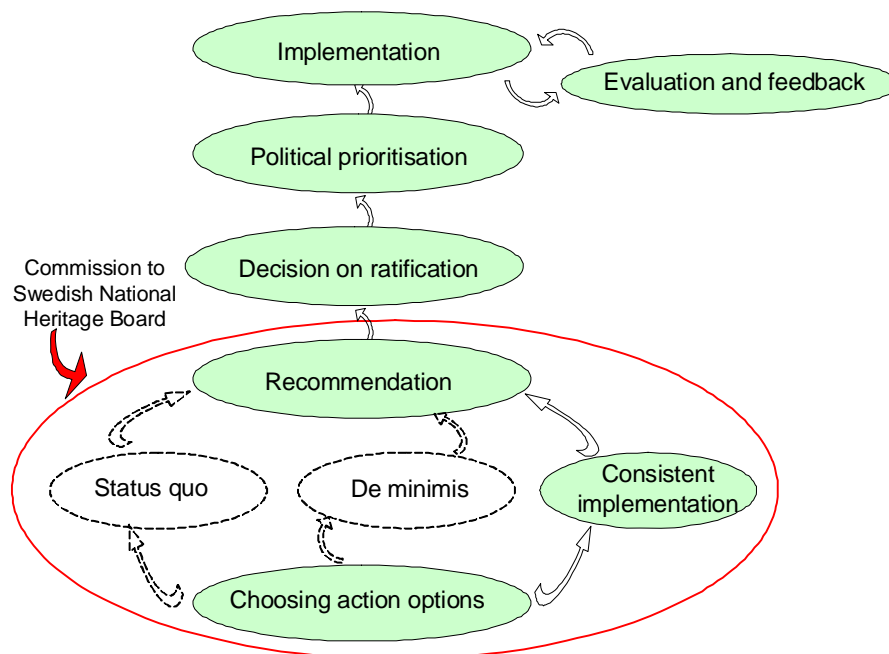 Implementation
Evaluation and feedback
Political prioritisation
Decision on ratification
Commission to
Swedish National
Heritage Board
Recommendation
Status quo
De minimis
Consistent
implementation
Choosing action options